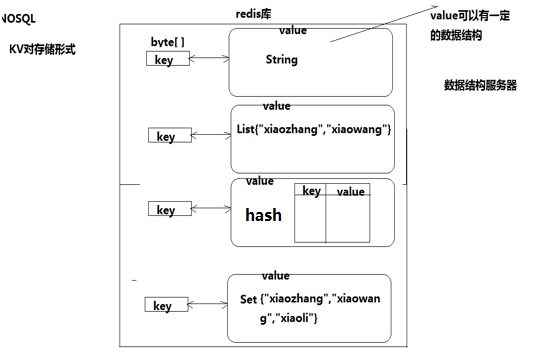 NOSQL
redis库
value可以有一定
的数据结构
KV对存储形式
byte[ ]
key
value
String
数据结构服务器
value
key
List{"xiaozhang","xiaowang"}
value
key
hash
key
value
value
key
Set {"xiaozhang","xiaowan
g","xiaoli"}